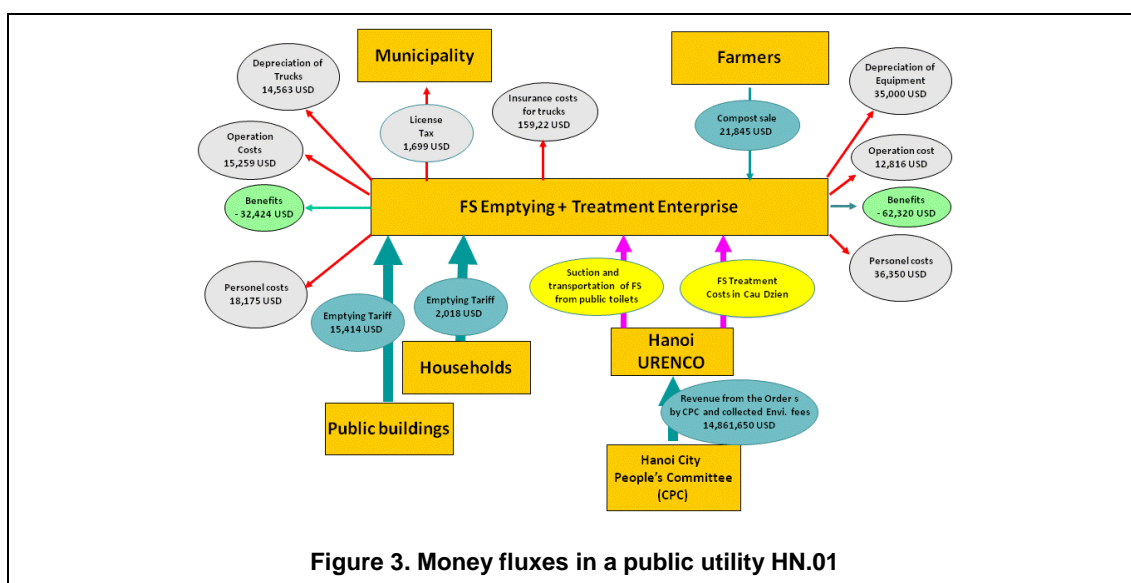 Municipality
Farmers
Depreciation of
Trucks
14,563 USD
Depreciation of
Equipment
35,000 USD
Insurance costs
for trucks
159,22 USD
License
Tax
1,699 USD
Compost sale
21,845 USD
Operation
Costs
15,259 USD
Operation cost
12,816 USD
Benefits
- 32,424 USD
FS Emptying + Treatment Enterprise
Benefits
- 62,320 USD
Personel costs
18,175 USD
Emptying Tariff
15,414 USD
Emptying Tariff
2,018 USD
Suction and
transportation of FS
from public toilets
FS Treatment
Costs in Cau Dzien
Personel costs
36,350 USD
Households
Hanoi
URENCO
Public buildings
Revenue from the Order s
by CPC and collected Envi. fees
14,861,650 USD
Hanoi City
People's Committee
(CPC)
Figure 3. Money fluxes in a public utility HN.01